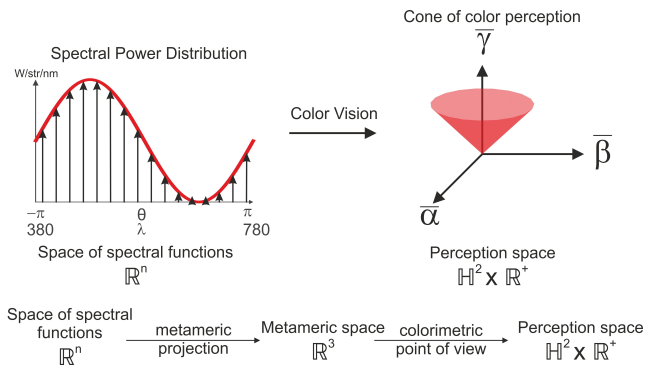 Spectral Power Distribution
W/str/nm
−π θ π
380 λ 780
Space of spectral functions
ℝⁿ
Color Vision
Cone of color perception
γ̅
β̅
α̅
Perception space
ℍ² x ℝ⁺
Space of spectral
functions
ℝⁿ
metameric
projection
Metameric space
ℝ³
colorimetric
point of view
Perception space
ℍ² x ℝ⁺